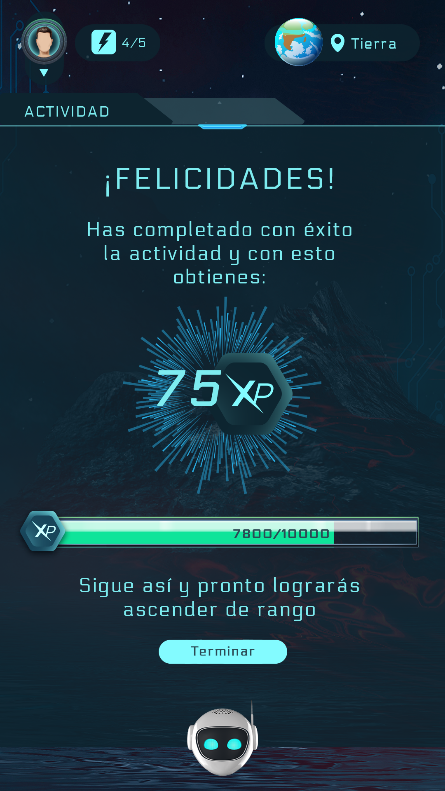 4/5
Tierra
ACTIVIDAD
¡FELICIDADES!
Has completado con éxito
la actividad y con esto
obtienes:
75 XP
XP
7800/10000
Sigue así y pronto lograrás
ascender de rango
Terminar